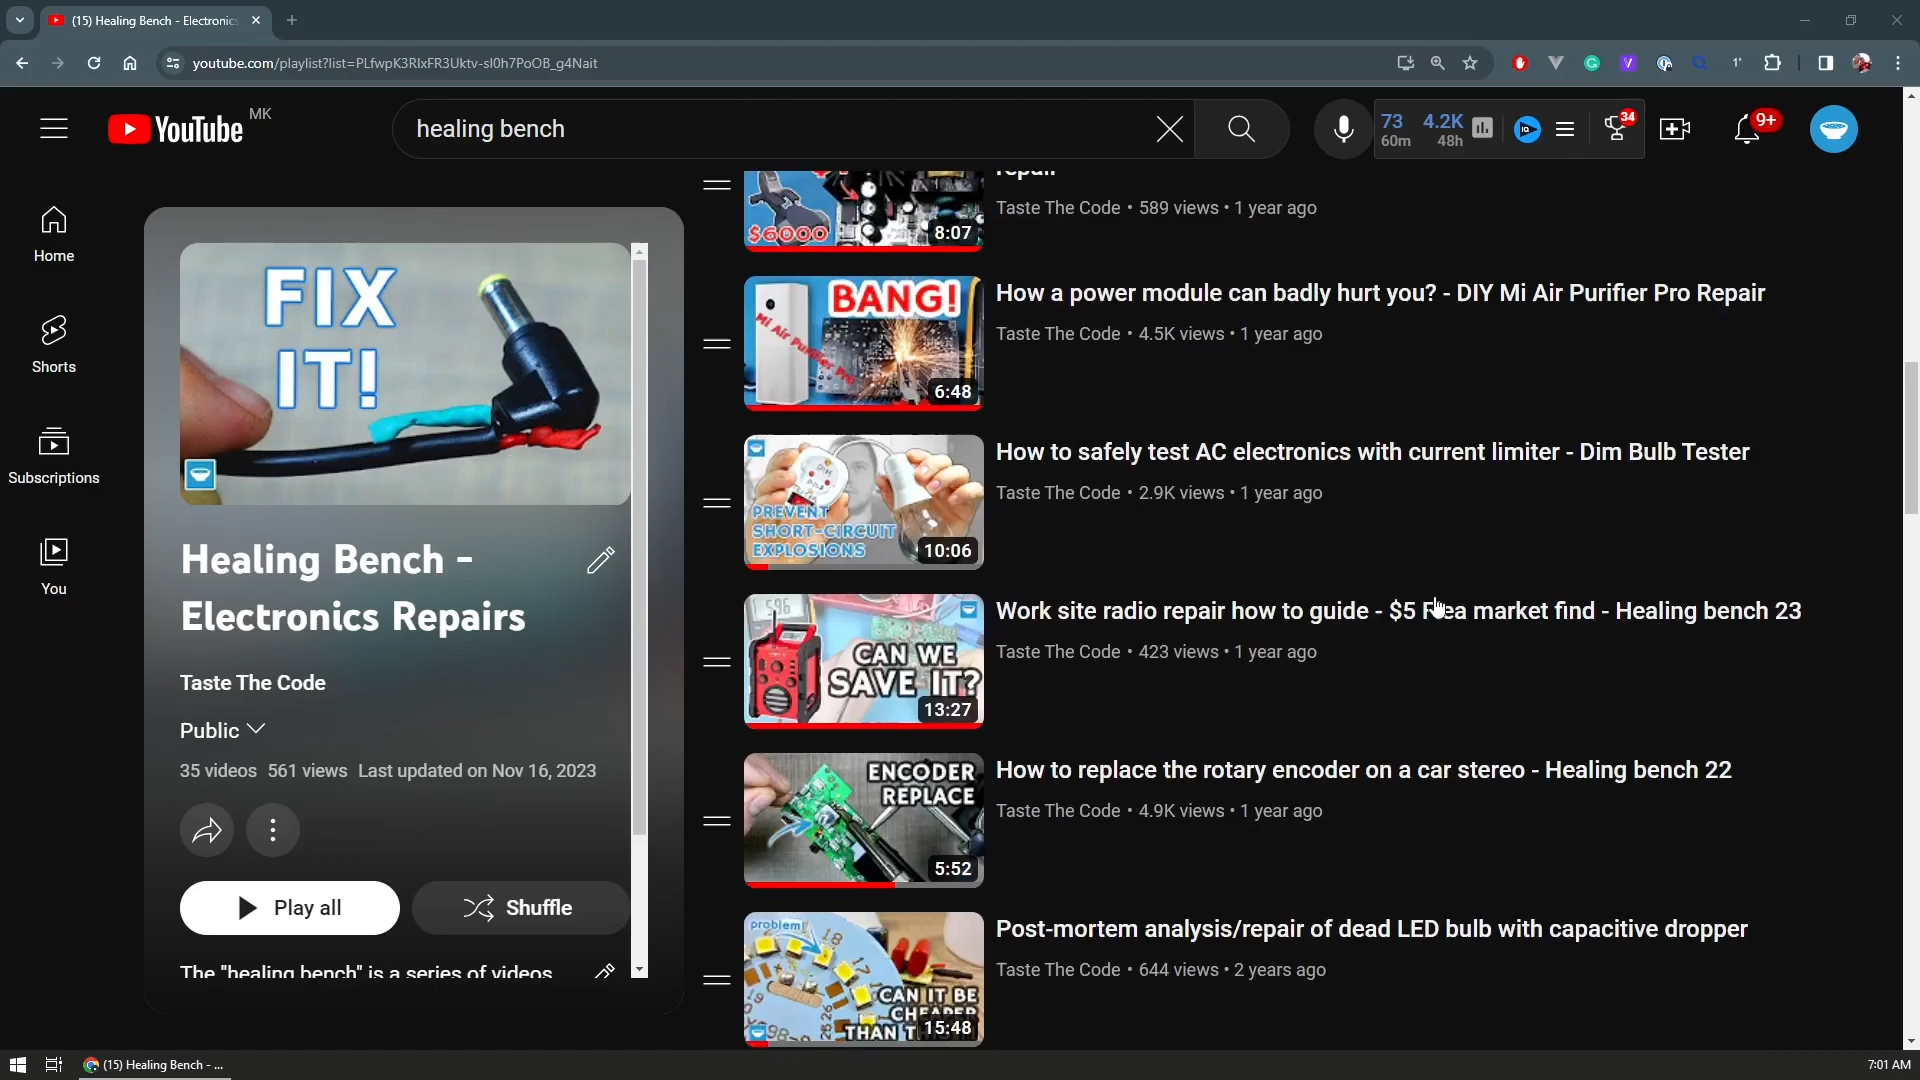 (15) Healing Bench - Electronics
youtube.com/playlist?list=PLfwpK3RlxFR3Uktv-sl0h7PoOB_g4Nait
YouTube MK
healing bench
73 4.2K
60m 48h
IQ
34
9+
Home
Shorts
Subscriptions
You
FIX
IT!
Healing Bench -
Electronics Repairs
Taste The Code
Public
35 videos 561 views Last updated on Nov 16, 2023
Play all
Shuffle
The "healing bench" is a series of videos
repair
Taste The Code • 589 views • 1 year ago
$6000
8:07
How a power module can badly hurt you? - DIY Mi Air Purifier Pro Repair
Taste The Code • 4.5K views • 1 year ago
BANG!
Mi Air Purifier Pro
6:48
How to safely test AC electronics with current limiter - Dim Bulb Tester
Taste The Code • 2.9K views • 1 year ago
PREVENT
SHORT-CIRCUIT
EXPLOSIONS
10:06
Work site radio repair how to guide - $5 Flea market find - Healing bench 23
Taste The Code • 423 views • 1 year ago
CAN WE
SAVE IT?
13:27
How to replace the rotary encoder on a car stereo - Healing bench 22
Taste The Code • 4.9K views • 1 year ago
ENCODER
REPLACE
5:52
Post-mortem analysis/repair of dead LED bulb with capacitive dropper
Taste The Code • 644 views • 2 years ago
problem
18
17
CAN IT BE
CHEAPER
THAN
15:48
(15) Healing Bench - ...
7:01 AM